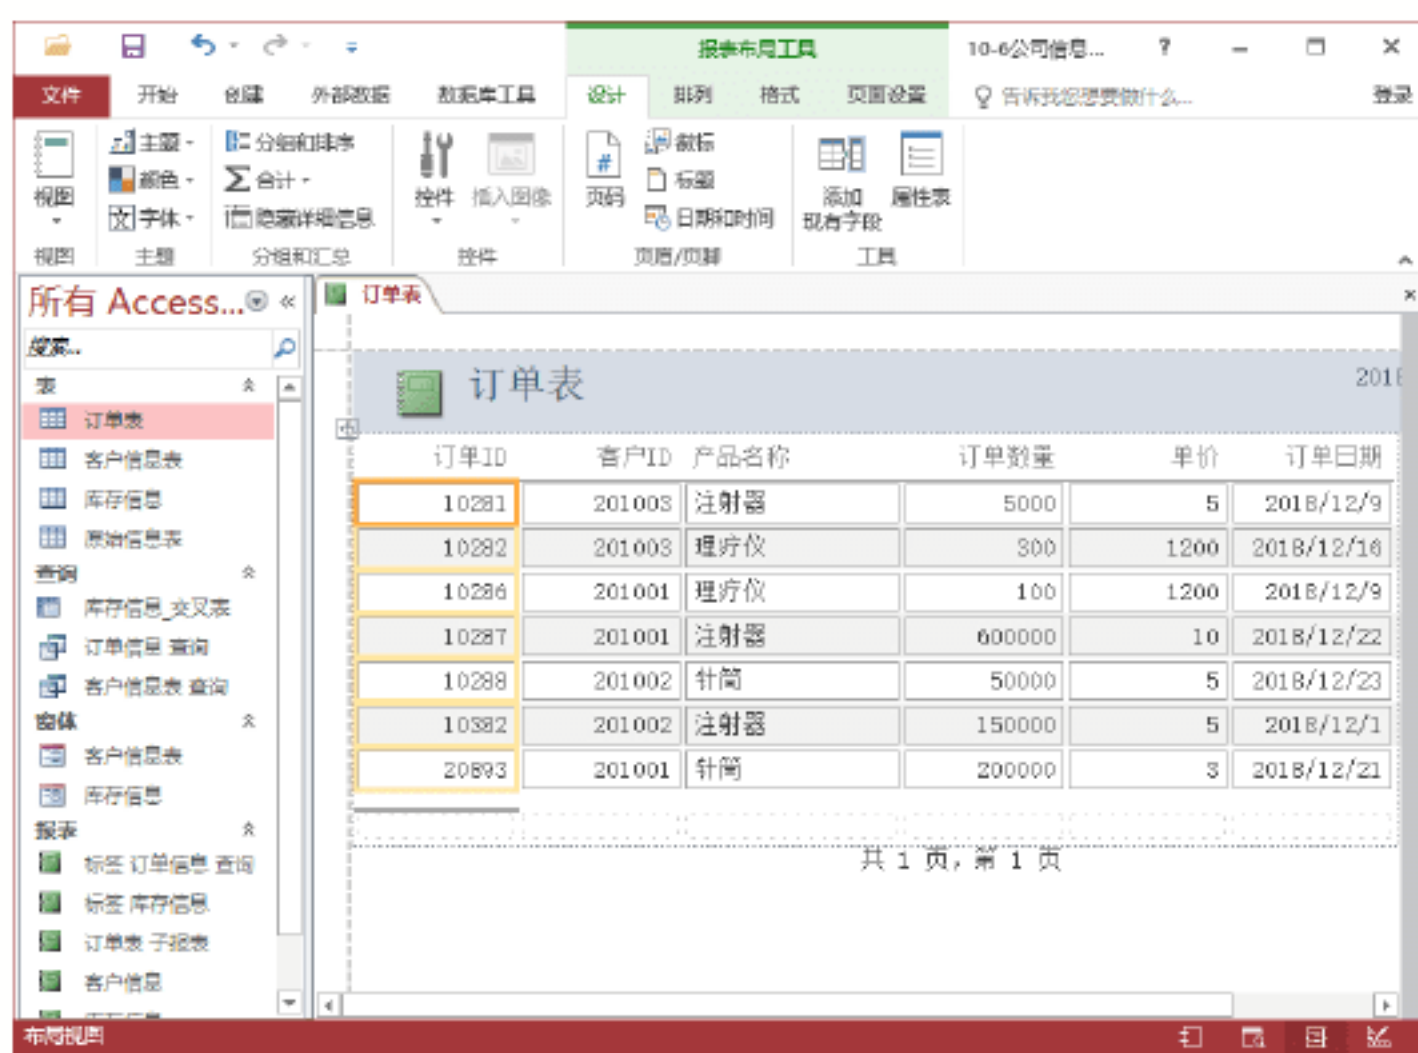 报表布局工具 10-6公司信息... ?
文件 开始 创建 外部数据 数据库工具 设计 排列 格式 页面设置 告诉我您想要做什么... 登录
主题 分组和排序 徽标
颜色 合计 标题
视图 字体 隐藏详细信息 控件 插入图像 页码 日期和时间 添加现有字段 属性表
视图 主题 分组和汇总 控件 页眉/页脚 工具
所有 Access... «
搜索...
表
订单表
客户信息表
库存信息
原始信息表
查询
库存信息_交叉表
订单信息 查询
客户信息表 查询
窗体
客户信息表
库存信息
报表
标签 订单信息 查询
标签 库存信息
订单表 子报表
客户信息
订单表
订单表 2018
订单ID 客户ID 产品名称 订单数量 单价 订单日期
10281 201003 注射器 5000 5 2018/12/9
10282 201003 理疗仪 300 1200 2018/12/16
10286 201001 理疗仪 100 1200 2018/12/9
10287 201001 注射器 600000 10 2018/12/22
10288 201002 针筒 50000 5 2018/12/23
10382 201002 注射器 150000 5 2018/12/1
20893 201001 针筒 200000 3 2018/12/21
共 1 页, 第 1 页
布局视图